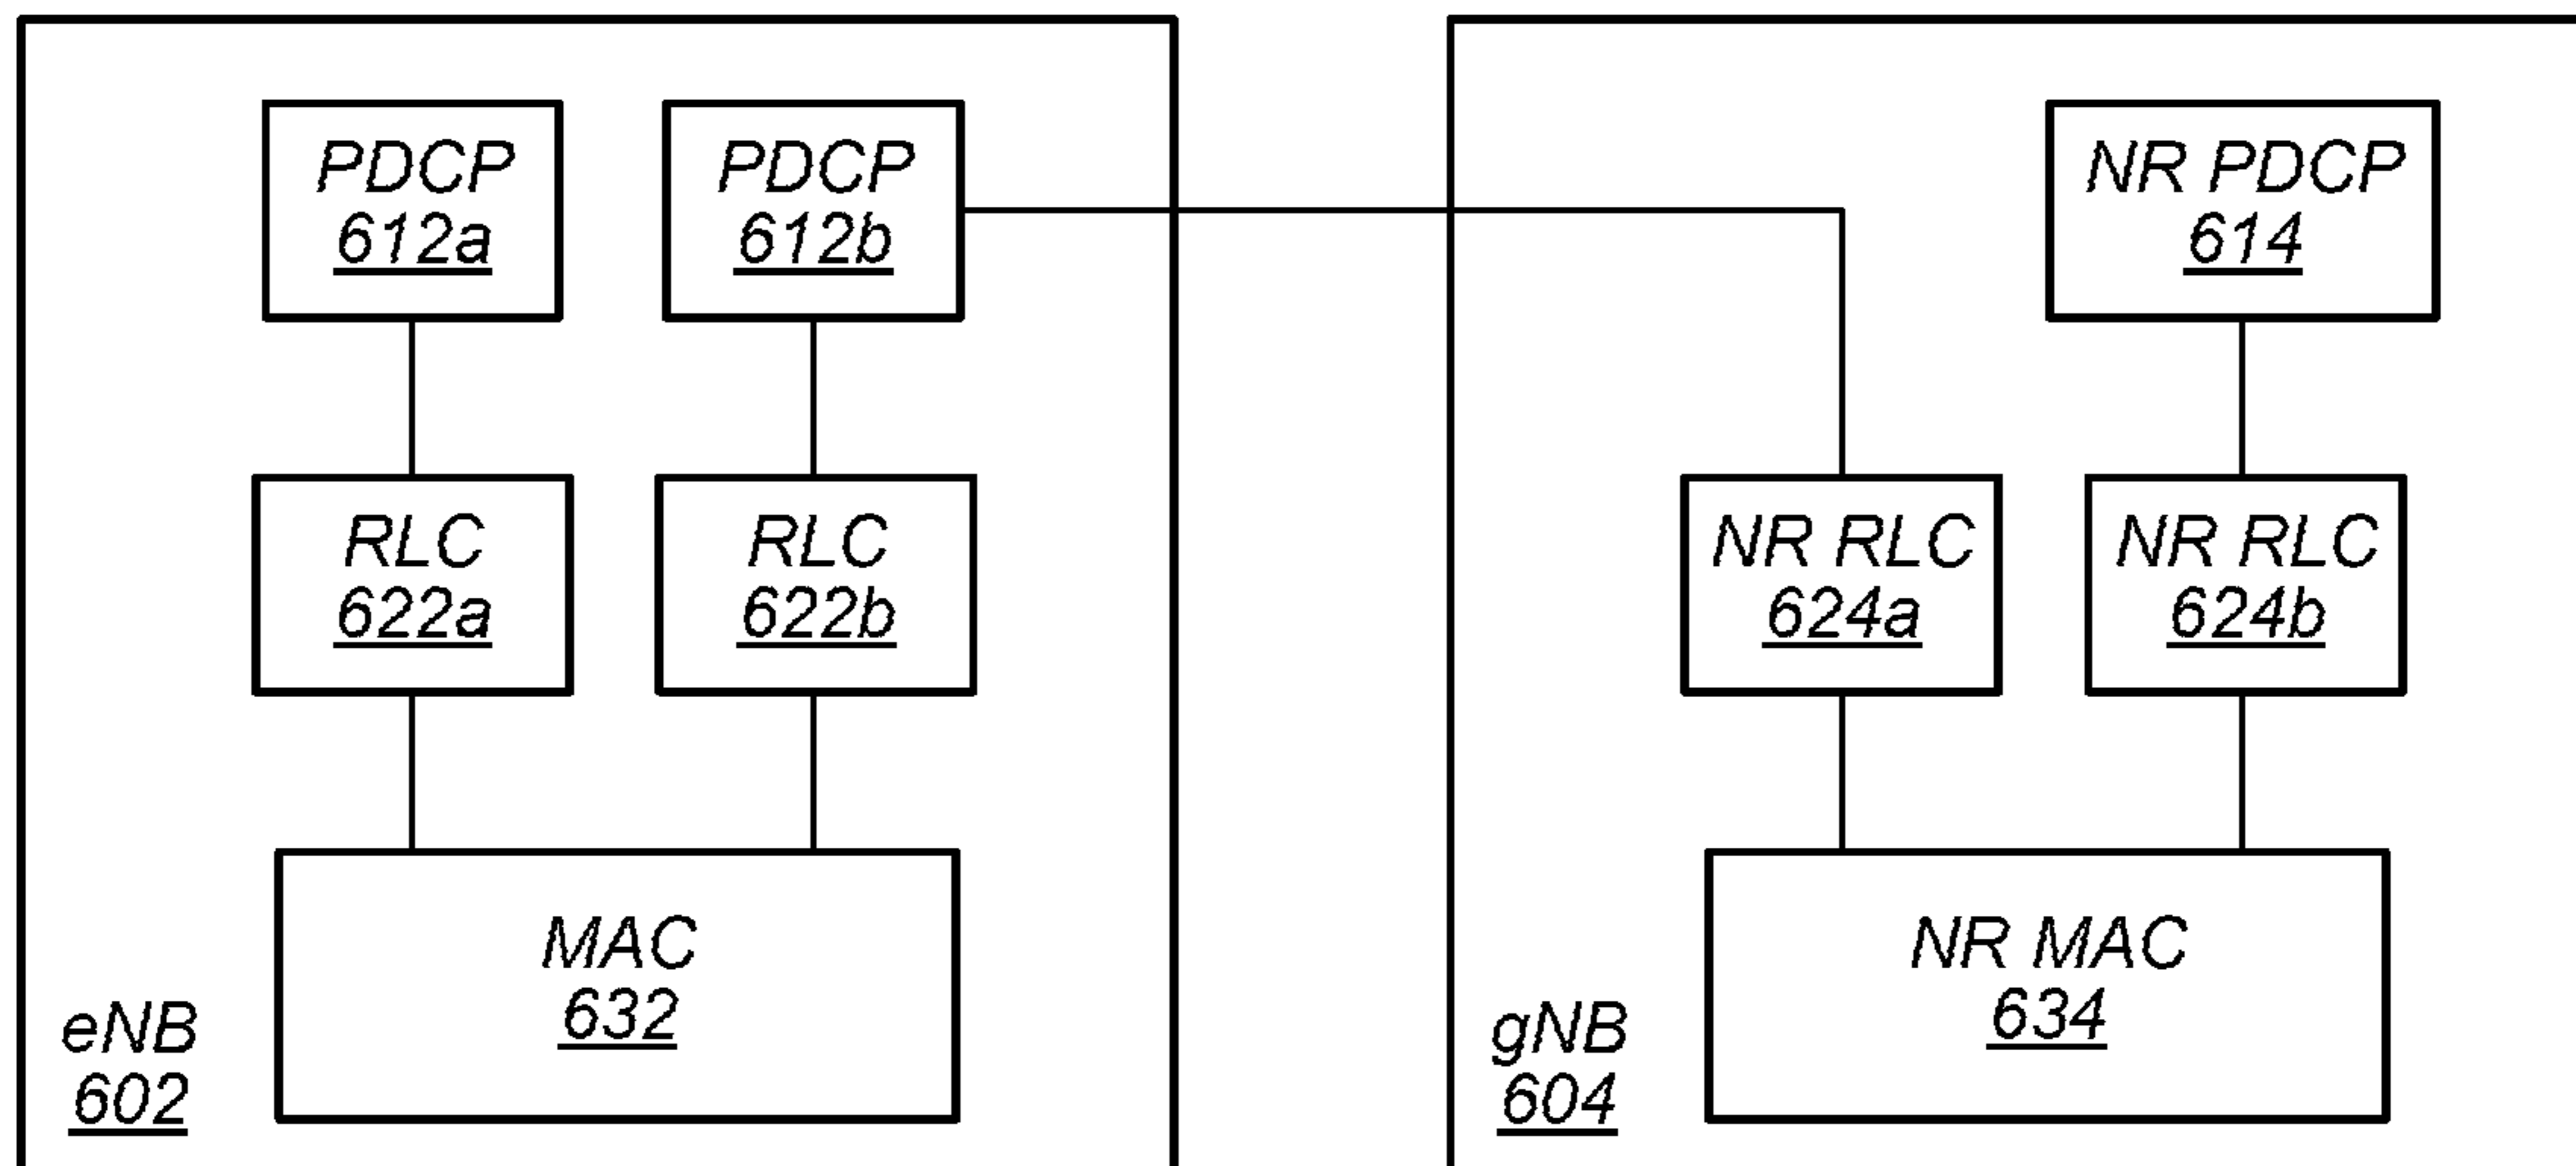 PDCP
612a
PDCP
612b
NR PDCP
614
RLC
622a
RLC
622b
NR RLC
624a
NR RLC
624b
MAC
632
NR MAC
634
eNB
602
gNB
604